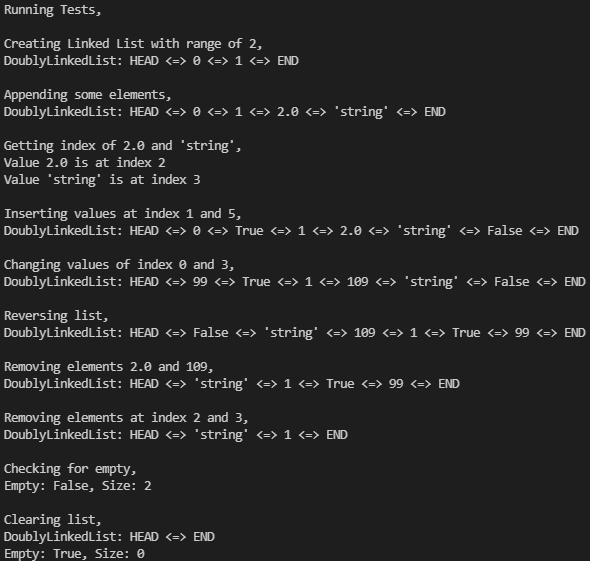 Running Tests,
Creating Linked List with range of 2,
DoublyLinkedList: HEAD <=> 0 <=> 1 <=> END
Appending some elements,
DoublyLinkedList: HEAD <=> 0 <=> 1 <=> 2.0 <=> 'string' <=> END
Getting index of 2.0 and 'string',
Value 2.0 is at index 2
Value 'string' is at index 3
Inserting values at index 1 and 5,
DoublyLinkedList: HEAD <=> 0 <=> True <=> 1 <=> 2.0 <=> 'string' <=> False <=> END
Changing values of index 0 and 3,
DoublyLinkedList: HEAD <=> 99 <=> True <=> 1 <=> 109 <=> 'string' <=> False <=> END
Reversing list,
DoublyLinkedList: HEAD <=> False <=> 'string' <=> 109 <=> 1 <=> True <=> 99 <=> END
Removing elements 2.0 and 109,
DoublyLinkedList: HEAD <=> 'string' <=> 1 <=> True <=> 99 <=> END
Removing elements at index 2 and 3,
DoublyLinkedList: HEAD <=> 'string' <=> 1 <=> END
Checking for empty,
Empty: False, Size: 2
Clearing list,
DoublyLinkedList: HEAD <=> END
Empty: True, Size: 0